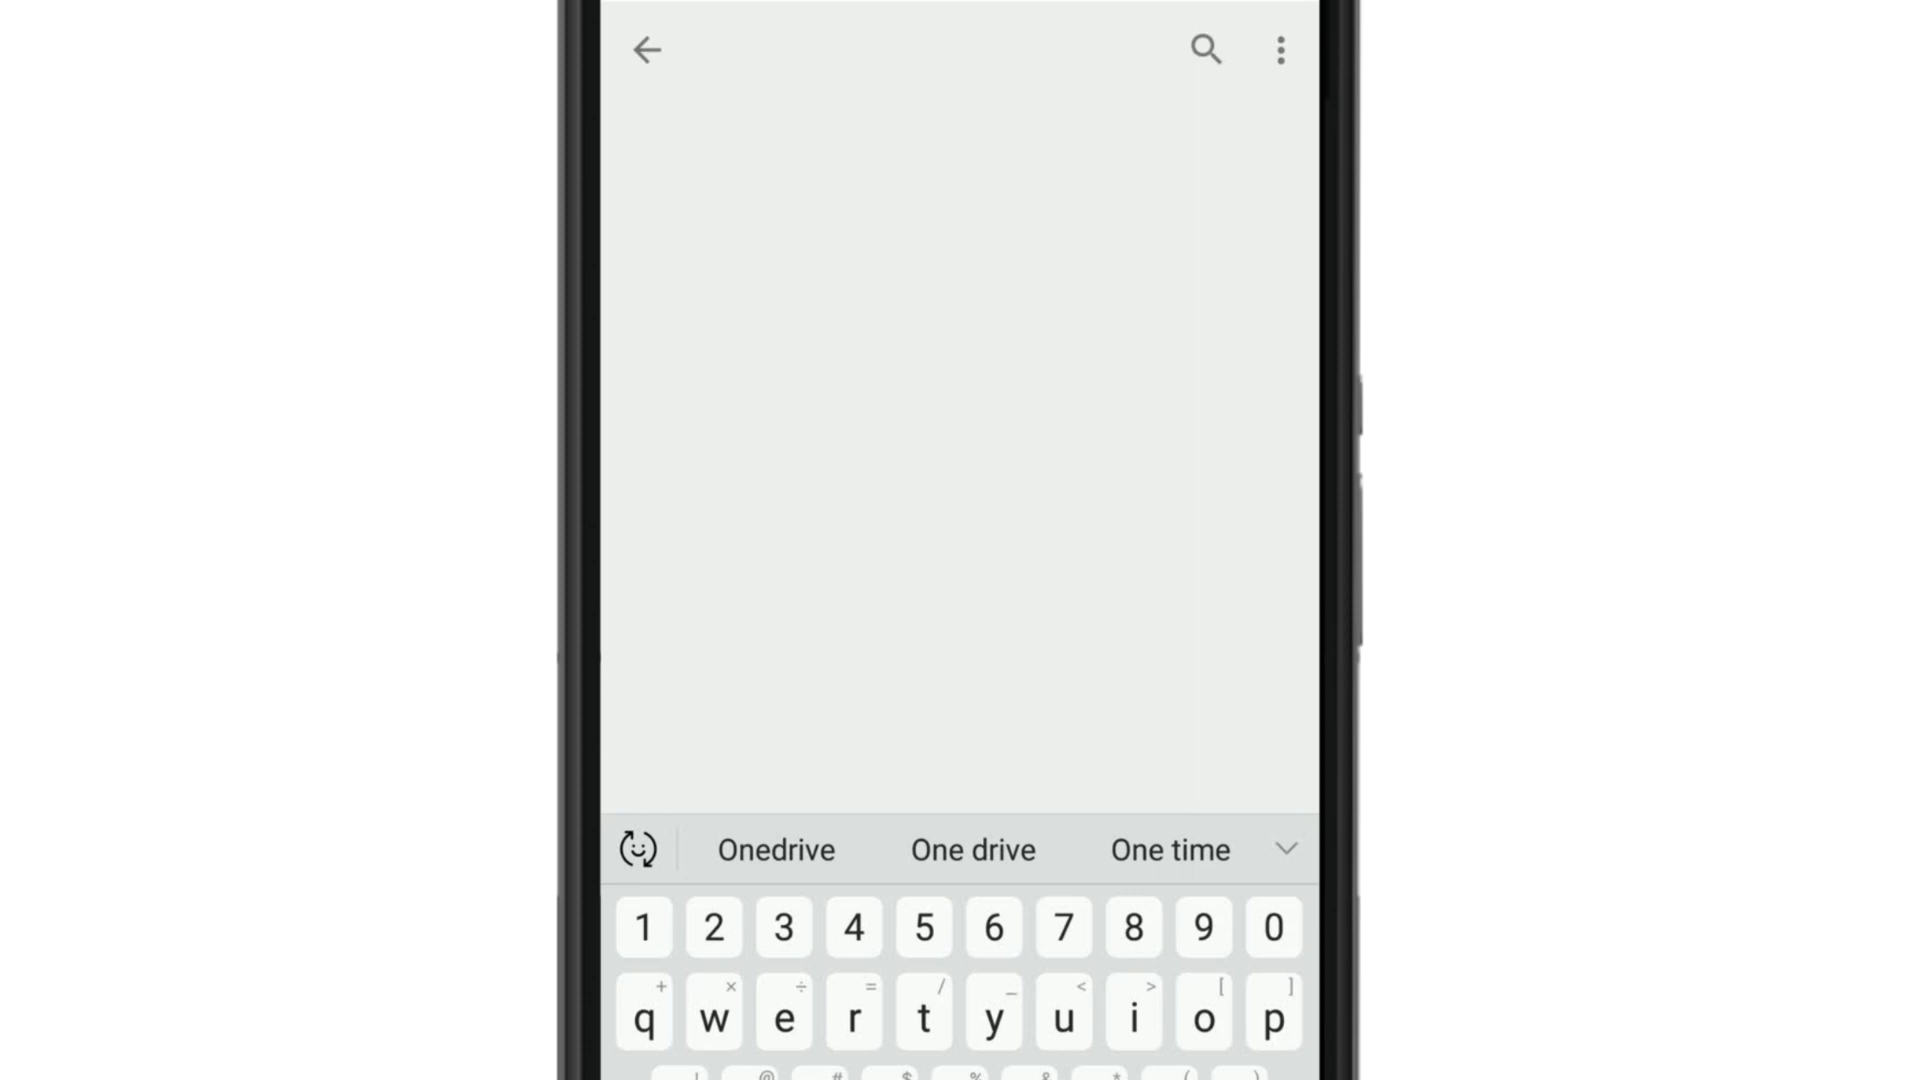 Onedrive One drive One time
1 2 3 4 5 6 7 8 9 0
+ × ÷ = / _ < > [ ]
q w e r t y u i o p
! @ # $ % & * ( )